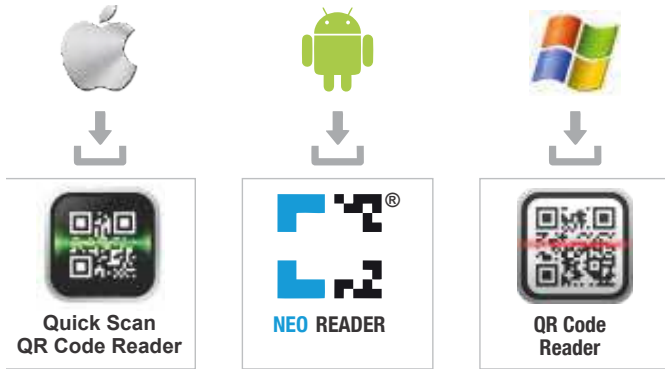 Quick Scan
QR Code Reader
®
NEO READER
QR Code
Reader